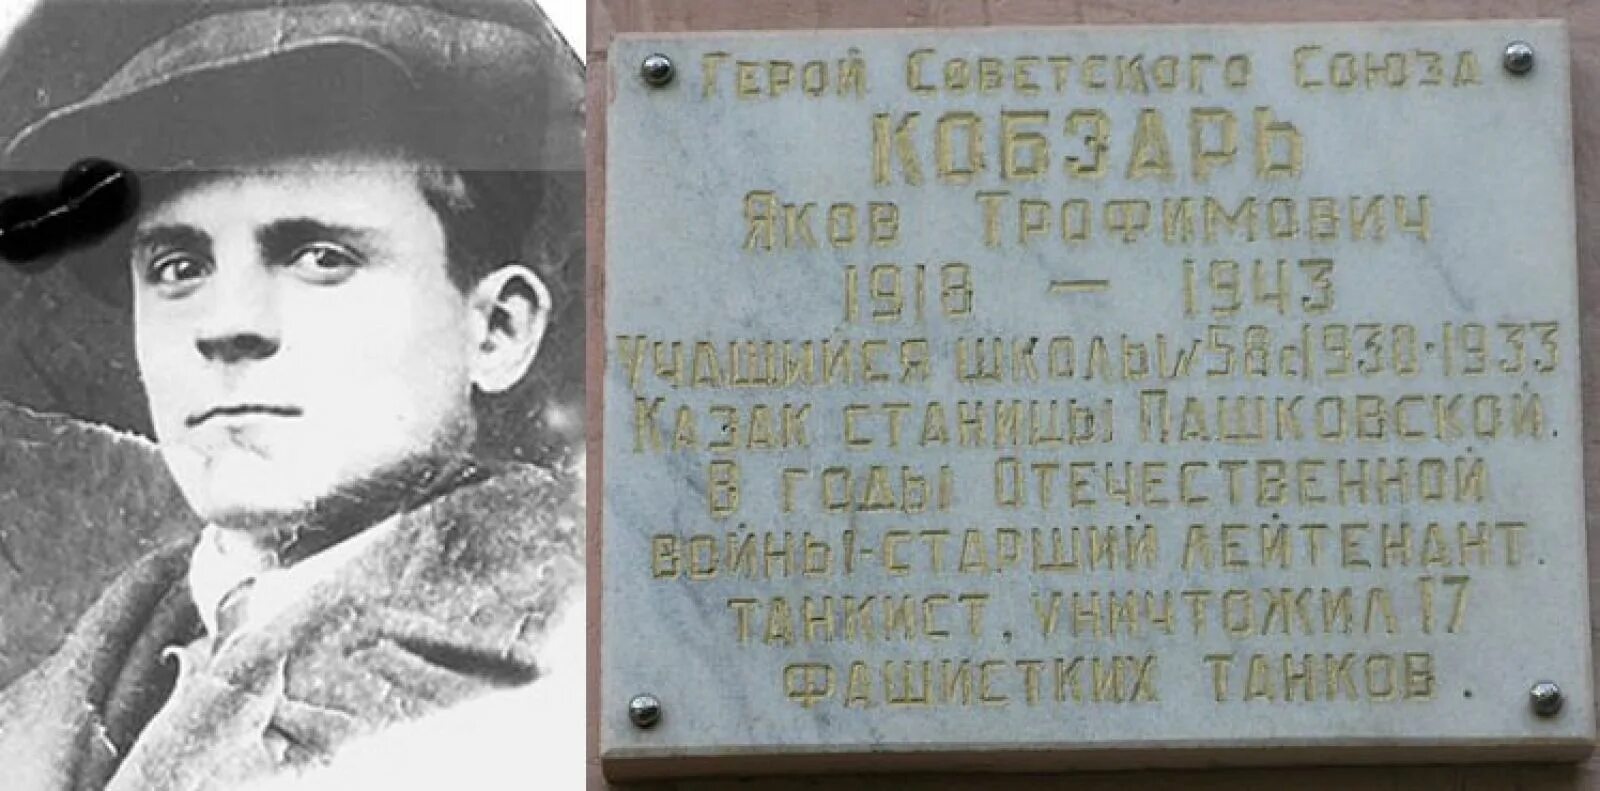 Герой Советского Союза
КОБЗАРЬ
Яков Трофимович
1918 — 1943
Учащийся школы №58 с 1930-1933
Казак станицы Пашковской.
В годы Отечественной
войны-старший лейтенант.
танкист, уничтожил 17
фашистких танков.